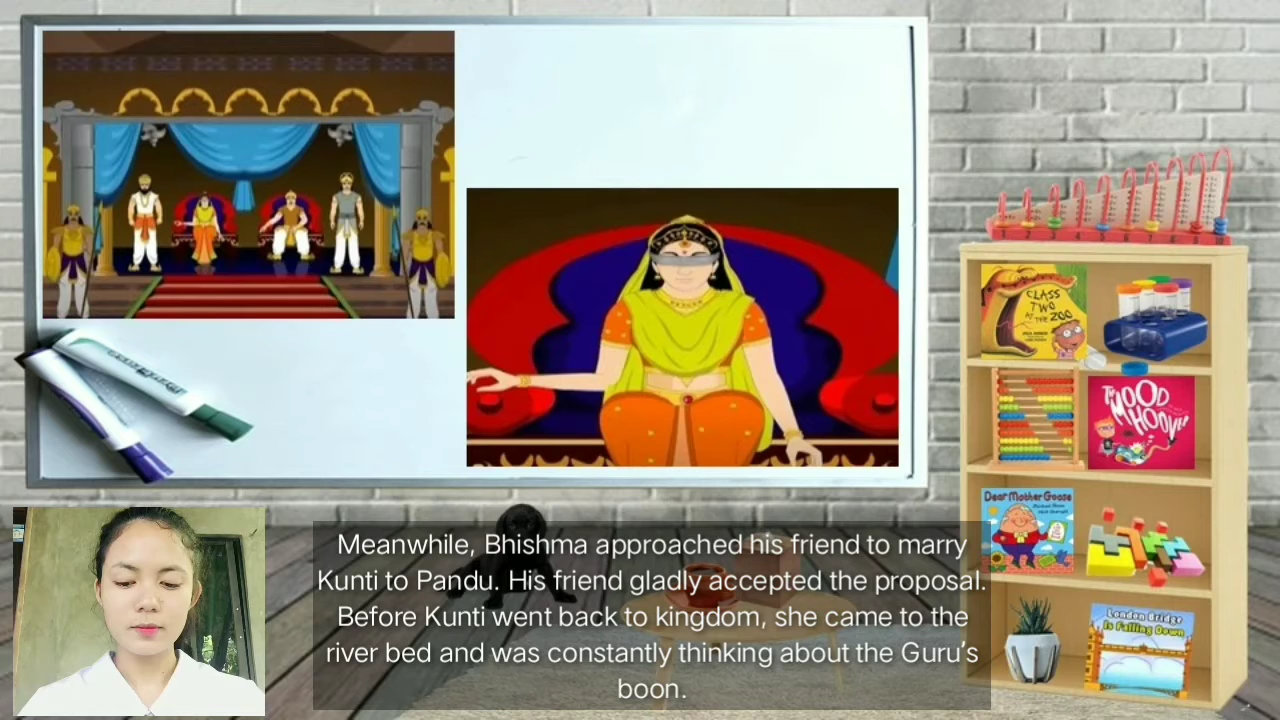 CLASS
TWO
AT THE ZOO
The
MOOD
HOOVER
Dear Mother Goose
London Bridge
Is Falling Down
Meanwhile, Bhishma approached his friend to marry
Kunti to Pandu. His friend gladly accepted the proposal.
Before Kunti went back to kingdom, she came to the
river bed and was constantly thinking about the Guru's
boon.